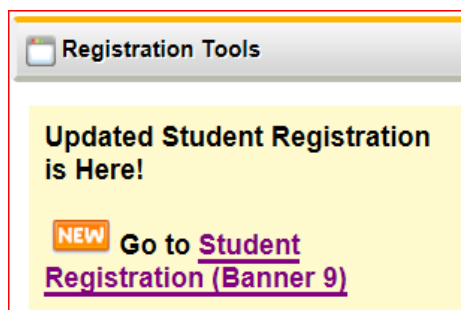 Registration Tools
Updated Student Registration
is Here!
NEW Go to Student
Registration (Banner 9)